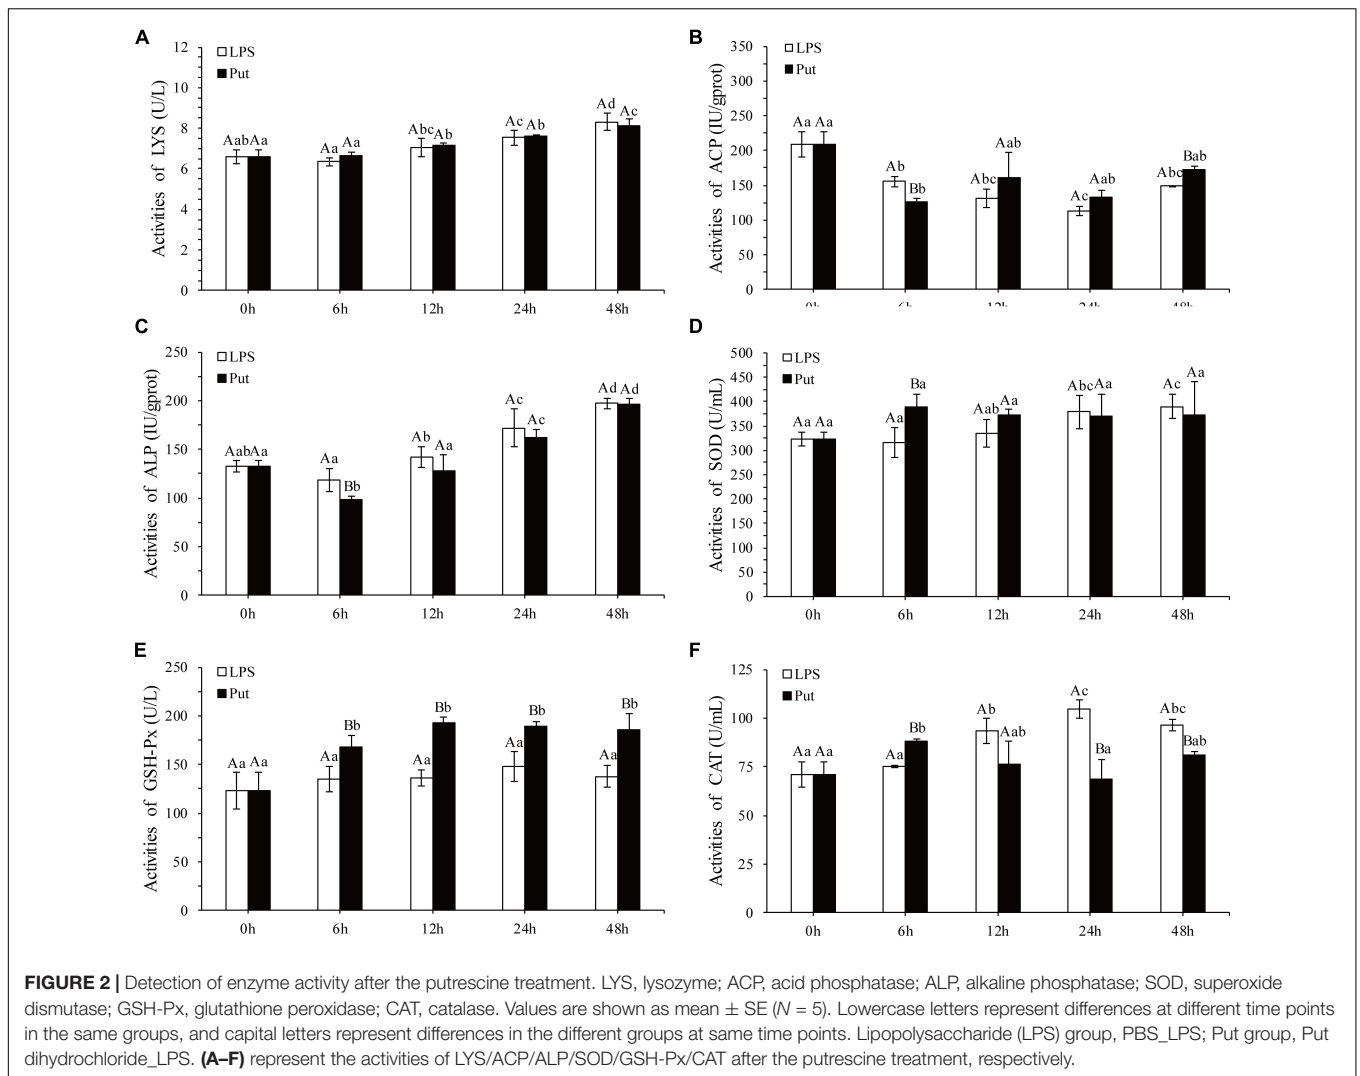 A
12
10
8
6
4
2
0
Activities of LYS (U/L)
LPS
Put
AabAa
Aa Aa
Abc Ab
Ac Ab
Ad Ac
0h 6h 12h 24h 48h
B
350
300
250
200
150
100
50
0
Activities of ACP (IU/gprot)
LPS
Put
Aa Aa
Ab Bb
Abc Aab
Ac Aab
Abc Bab
C
250
200
150
100
50
0
Activities of ALP (IU/gprot)
LPS
Put
AabAa
Aa Bb
Ab Aa
Ac Ac
Ad Ad
0h 6h 12h 24h 48h
D
500
450
400
350
300
250
200
150
100
50
0
Activities of SOD (U/mL)
LPS
Put
Aa Aa
Aa Ba
Aab Aa
Abc Aa
Ac Aa
0h 6h 12h 24h 48h
E
250
200
150
100
50
0
Activities of GSH-Px (U/L)
LPS
Put
Aa Aa
Aa Bb
Aa Bb
Aa Bb
Aa Bb
0h 6h 12h 24h 48h
F
125
100
75
50
25
0
Activities of CAT (U/mL)
LPS
Put
Aa Aa
Aa Bb
Ab Aab
Ac Ba
Abc Bab
0h 6h 12h 24h 48h
FIGURE 2 | Detection of enzyme activity after the putrescine treatment. LYS, lysozyme; ACP, acid phosphatase; ALP, alkaline phosphatase; SOD, superoxide
dismutase; GSH-Px, glutathione peroxidase; CAT, catalase. Values are shown as mean ± SE (N = 5). Lowercase letters represent differences at different time points
in the same groups, and capital letters represent differences in the different groups at same time points. Lipopolysaccharide (LPS) group, PBS_LPS; Put group, Put
dihydrochloride_LPS. (A–F) represent the activities of LYS/ACP/ALP/SOD/GSH-Px/CAT after the putrescine treatment, respectively.